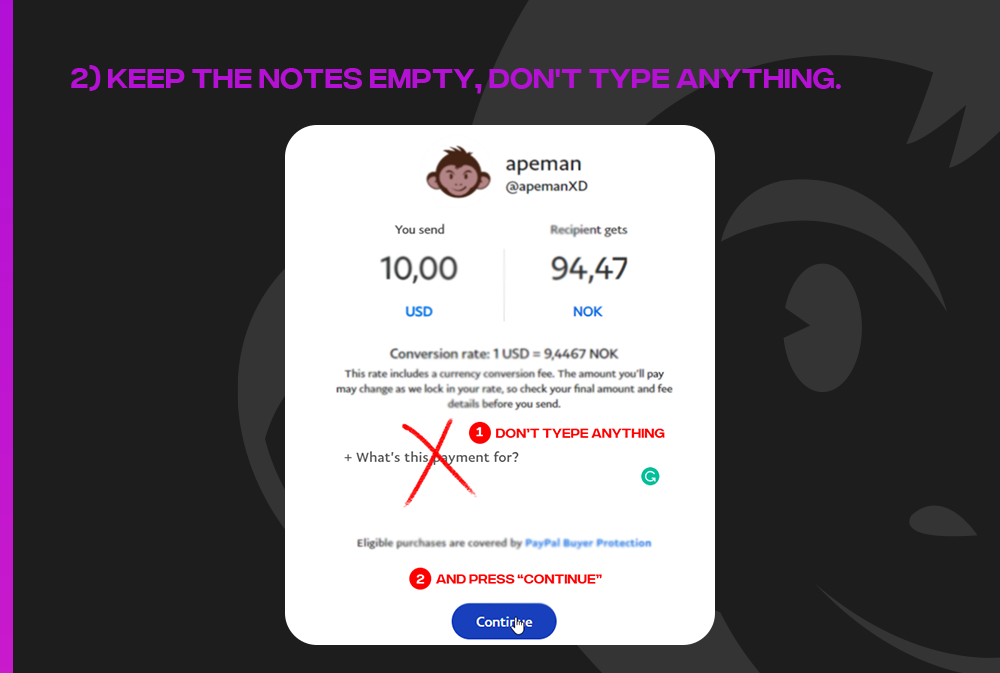 2) KEEP THE NOTES EMPTY, DON'T TYPE ANYTHING.
apeman
@apemanXD
You send
Recipient gets
10,00
94,47
USD
NOK
Conversion rate: 1 USD = 9,4467 NOK
This rate includes a currency conversion fee. The amount you'll pay
may change as we lock in your rate, so check your final amount and fee
details before you send.
1 DON'T TYEPE ANYTHING
+ What's this payment for?
Eligible purchases are covered by PayPal Buyer Protection
2 AND PRESS “CONTINUE”
Continue